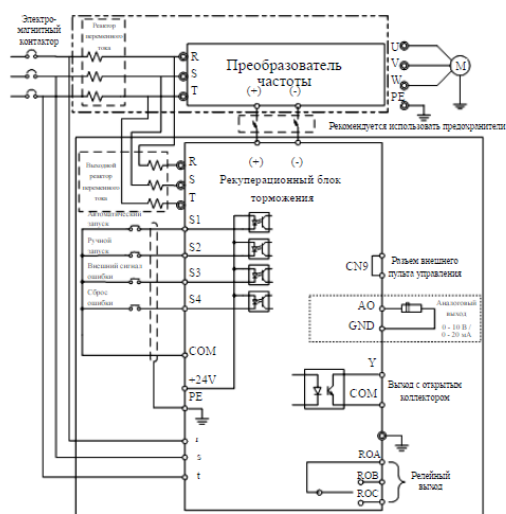 Электро-
магнитный
контактор
Реактор
переменного
тока
R
S
T
Преобразователь
частоты
(+)
(-)
U
V
W
PE
M
Рекомендуется использовать предохранители
Выходной
реактор
переменного
тока
R
S
T
(+)
(-)
Рекуперационный блок
торможения
Автоматический
запуск
S1
Ручной
запуск
S2
Внешний сигнал
ошибки
S3
Сброс
ошибки
S4
COM
+24V
PE
r
s
t
CN9
Разъем внешнего
пульта управления
AO
GND
Аналоговый
выход
0 - 10 В /
0 - 20 мА
Y
COM
Выход с открытым
коллектором
ROA
ROB
ROC
Релейный
выход